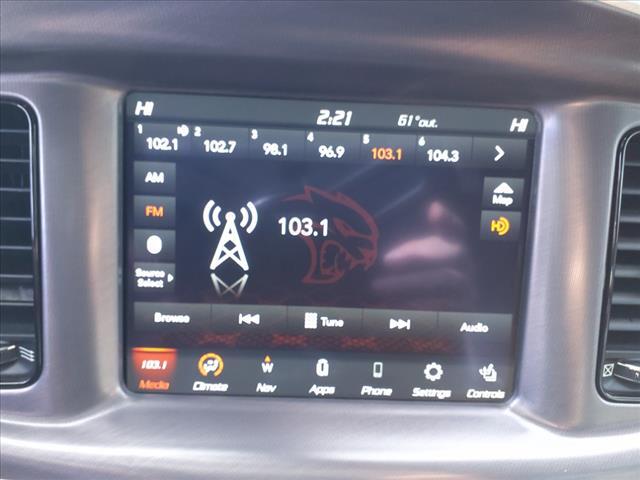 HI 2:21 61°out. HI
1 2 3 4 5 6
102.1 102.7 98.1 96.9 103.1 104.3
AM
Map
FM
103.1
HD
Source
Select
Browse Tune Audio
103.1 W
Media Climate Nav Apps Phone Settings Controls